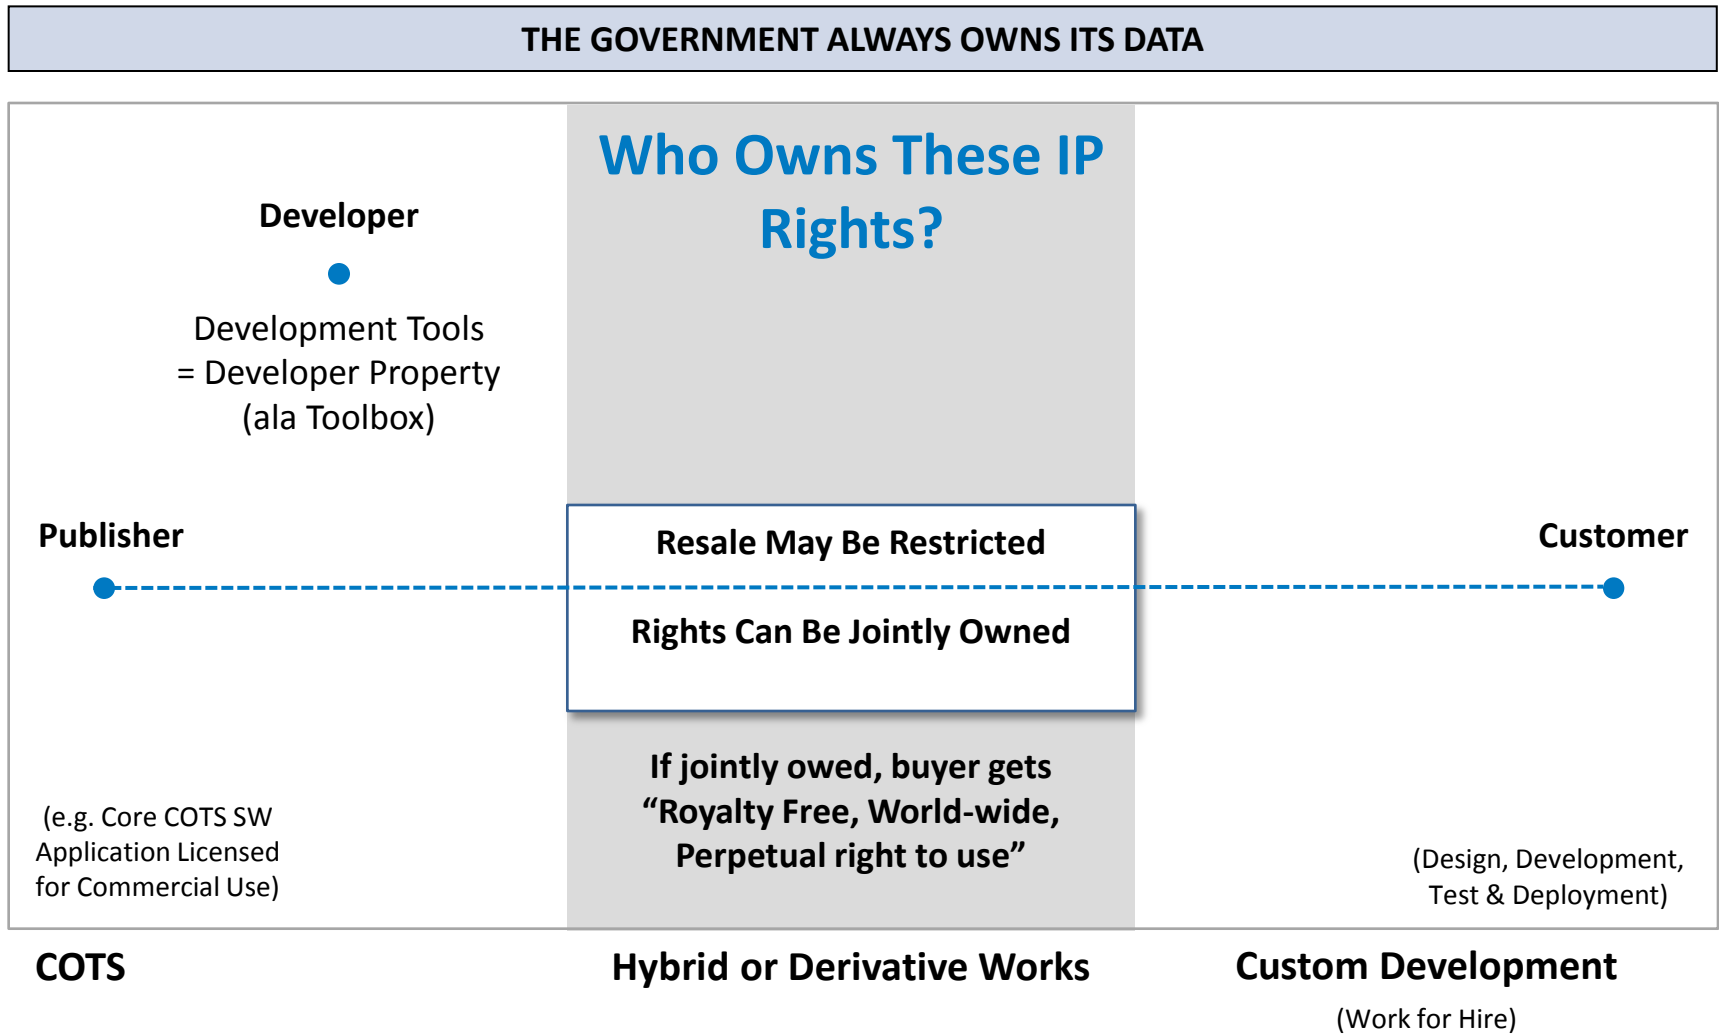 THE GOVERNMENT ALWAYS OWNS ITS DATA
Who Owns These IP
Rights?
Developer
Development Tools
= Developer Property
(ala Toolbox)
Publisher
Resale May Be Restricted
Customer
Rights Can Be Jointly Owned
If jointly owed, buyer gets
“Royalty Free, World-wide,
Perpetual right to use”
(e.g. Core COTS SW
Application Licensed
for Commercial Use)
(Design, Development,
Test & Deployment)
COTS
Hybrid or Derivative Works
Custom Development
(Work for Hire)